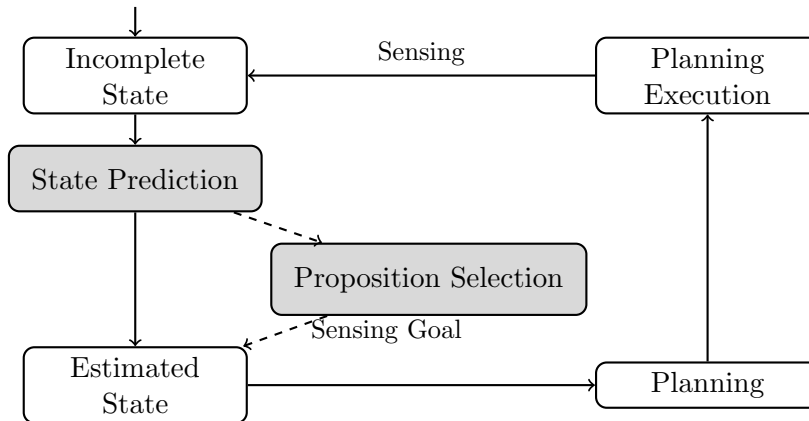 Incomplete
State
Sensing
Planning
Execution
State Prediction
Proposition Selection
Sensing Goal
Estimated
State
Planning